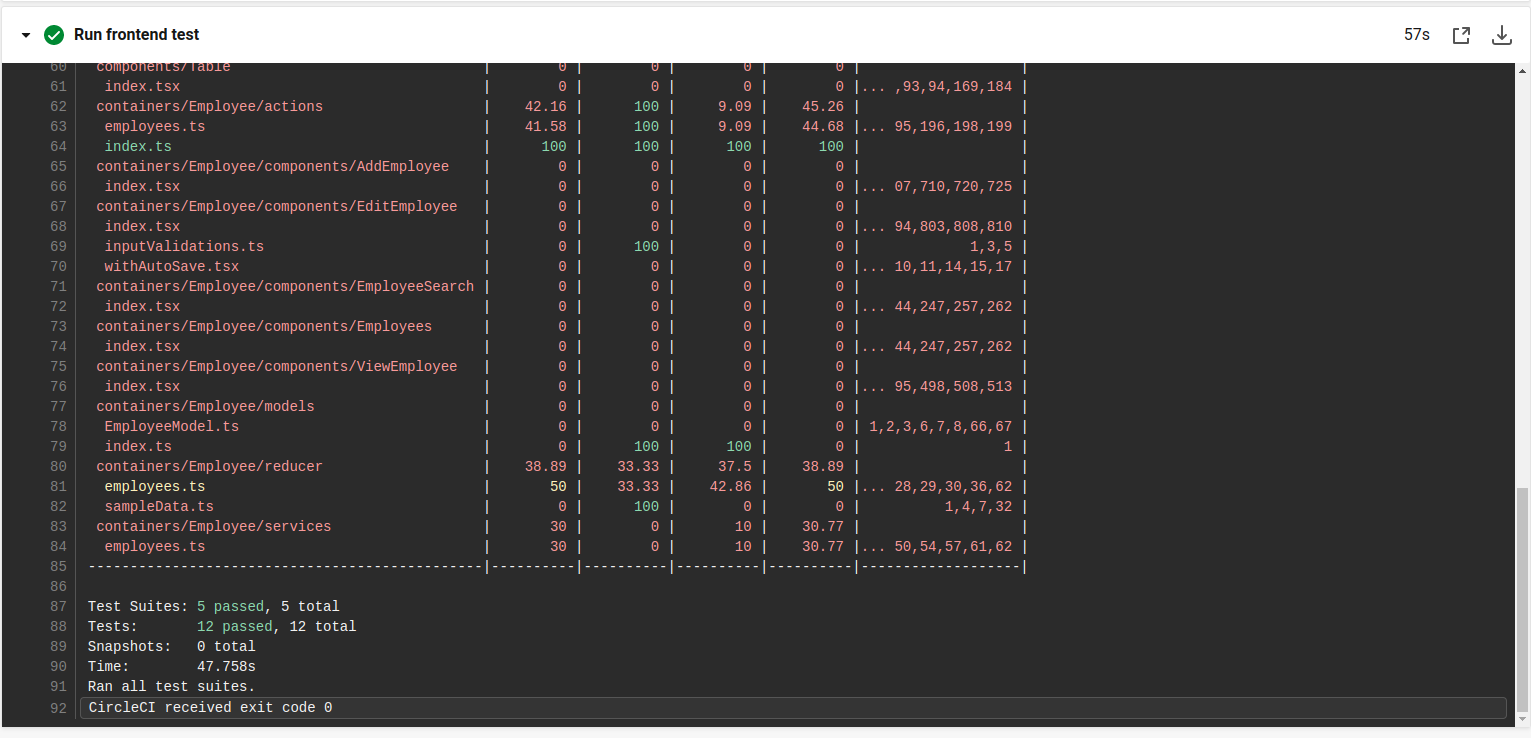 Run frontend test 57s
60 components/Table | 0 | 0 | 0 | 0 | |
61 index.tsx | 0 | 0 | 0 | 0 |... ,93,94,169,184 |
62 containers/Employee/actions | 42.16 | 100 | 9.09 | 45.26 | |
63 employees.ts | 41.58 | 100 | 9.09 | 44.68 |... 95,196,198,199 |
64 index.ts | 100 | 100 | 100 | 100 | |
65 containers/Employee/components/AddEmployee | 0 | 0 | 0 | 0 | |
66 index.tsx | 0 | 0 | 0 | 0 |... 07,710,720,725 |
67 containers/Employee/components/EditEmployee | 0 | 0 | 0 | 0 | |
68 index.tsx | 0 | 0 | 0 | 0 |... 94,803,808,810 |
69 inputValidations.ts | 0 | 100 | 0 | 0 | 1,3,5 |
70 withAutoSave.tsx | 0 | 0 | 0 | 0 |... 10,11,14,15,17 |
71 containers/Employee/components/EmployeeSearch | 0 | 0 | 0 | 0 | |
72 index.tsx | 0 | 0 | 0 | 0 |... 44,247,257,262 |
73 containers/Employee/components/Employees | 0 | 0 | 0 | 0 | |
74 index.tsx | 0 | 0 | 0 | 0 |... 44,247,257,262 |
75 containers/Employee/components/ViewEmployee | 0 | 0 | 0 | 0 | |
76 index.tsx | 0 | 0 | 0 | 0 |... 95,498,508,513 |
77 containers/Employee/models | 0 | 0 | 0 | 0 | |
78 EmployeeModel.ts | 0 | 0 | 0 | 0 | 1,2,3,6,7,8,66,67 |
79 index.ts | 0 | 100 | 100 | 0 | 1 |
80 containers/Employee/reducer | 38.89 | 33.33 | 37.5 | 38.89 | |
81 employees.ts | 50 | 33.33 | 42.86 | 50 |... 28,29,30,36,62 |
82 sampleData.ts | 0 | 100 | 0 | 0 | 1,4,7,32 |
83 containers/Employee/services | 30 | 0 | 10 | 30.77 | |
84 employees.ts | 30 | 0 | 10 | 30.77 |... 50,54,57,61,62 |
85 -----------------------------------------------|----------|----------|----------|----------|-------------------|
86
87 Test Suites: 5 passed, 5 total
88 Tests: 12 passed, 12 total
89 Snapshots: 0 total
90 Time: 47.758s
91 Ran all test suites.
92 CircleCI received exit code 0